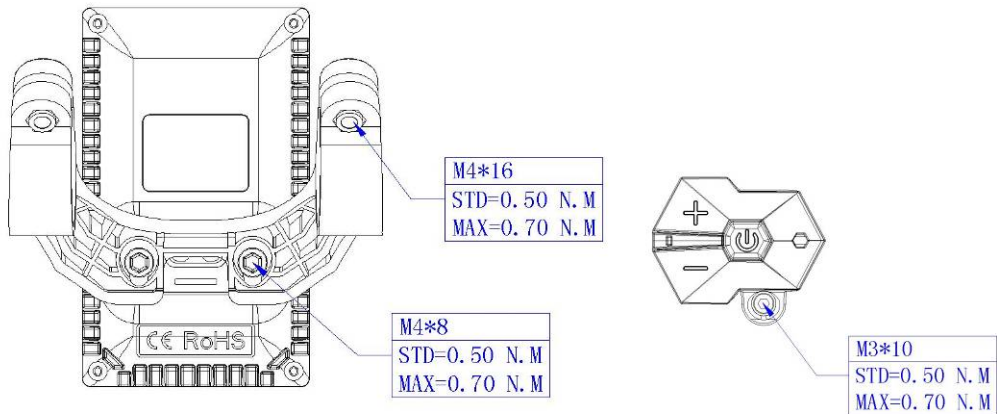 M4*16
STD=0.50 N.M
MAX=0.70 N.M
M4*8
STD=0.50 N.M
MAX=0.70 N.M
CE RoHS
M3*10
STD=0.50 N.M
MAX=0.70 N.M